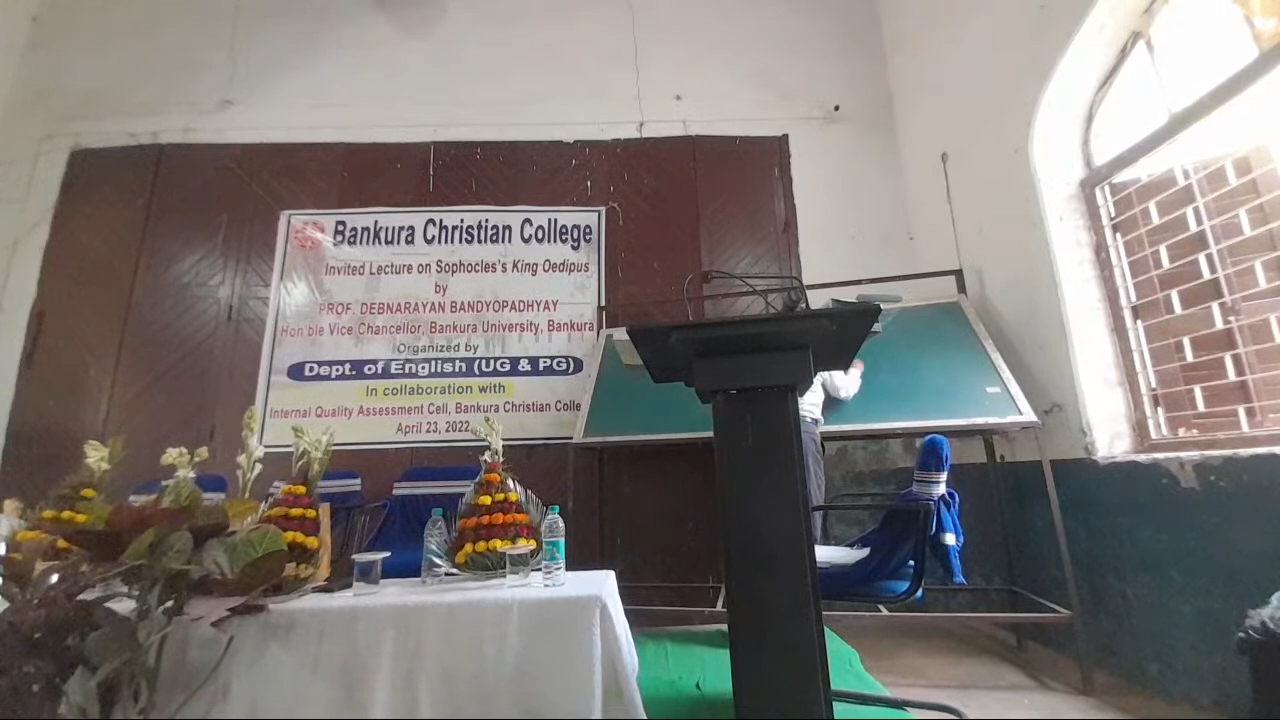 Bankura Christian College
Invited Lecture on Sophocles's King Oedipus
by
PROF. DEBNARAYAN BANDYOPADHYAY
Hon'ble Vice Chancellor, Bankura University, Bankura
Organized by
Dept. of English (UG & PG)
In collaboration with
Internal Quality Assessment Cell, Bankura Christian Colle
April 23, 2022